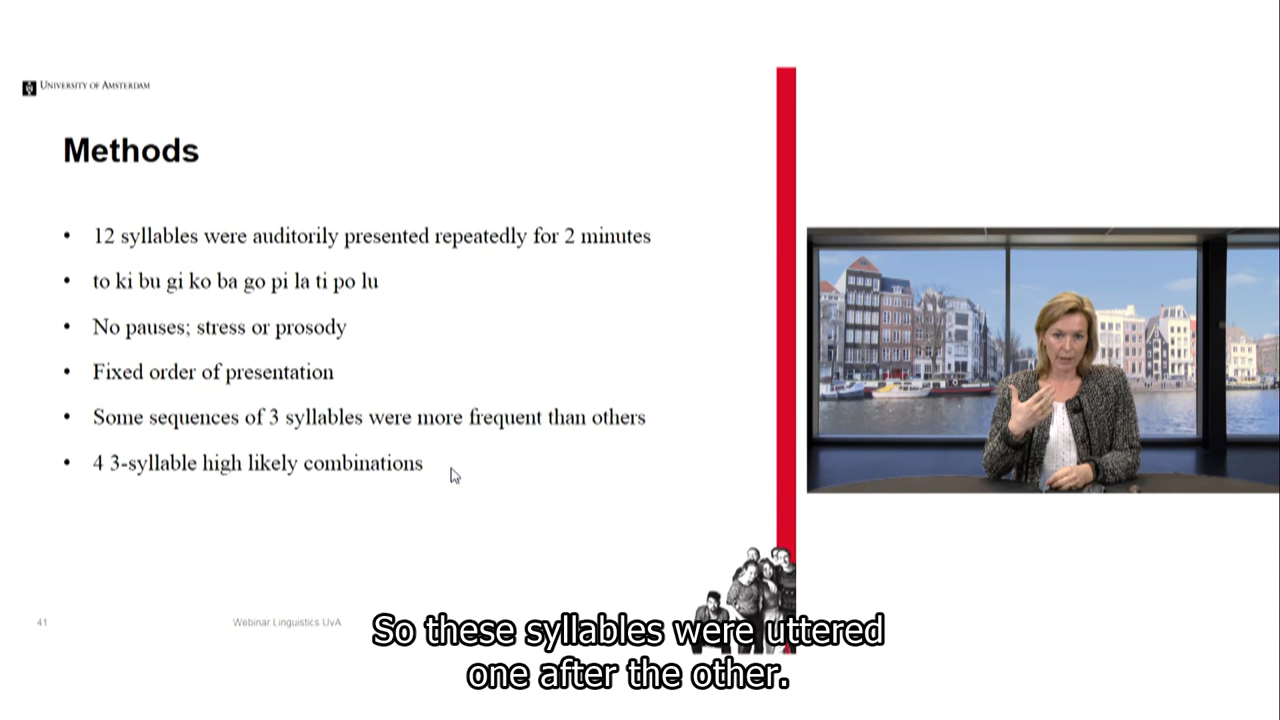 UNIVERSITY OF AMSTERDAM
Methods
• 12 syllables were auditorily presented repeatedly for 2 minutes
• to ki bu gi ko ba go pi la ti po lu
• No pauses; stress or prosody
• Fixed order of presentation
• Some sequences of 3 syllables were more frequent than others
• 4 3-syllable high likely combinations
41
Webinar Linguistics UvA
So these syllables were uttered
one after the other.